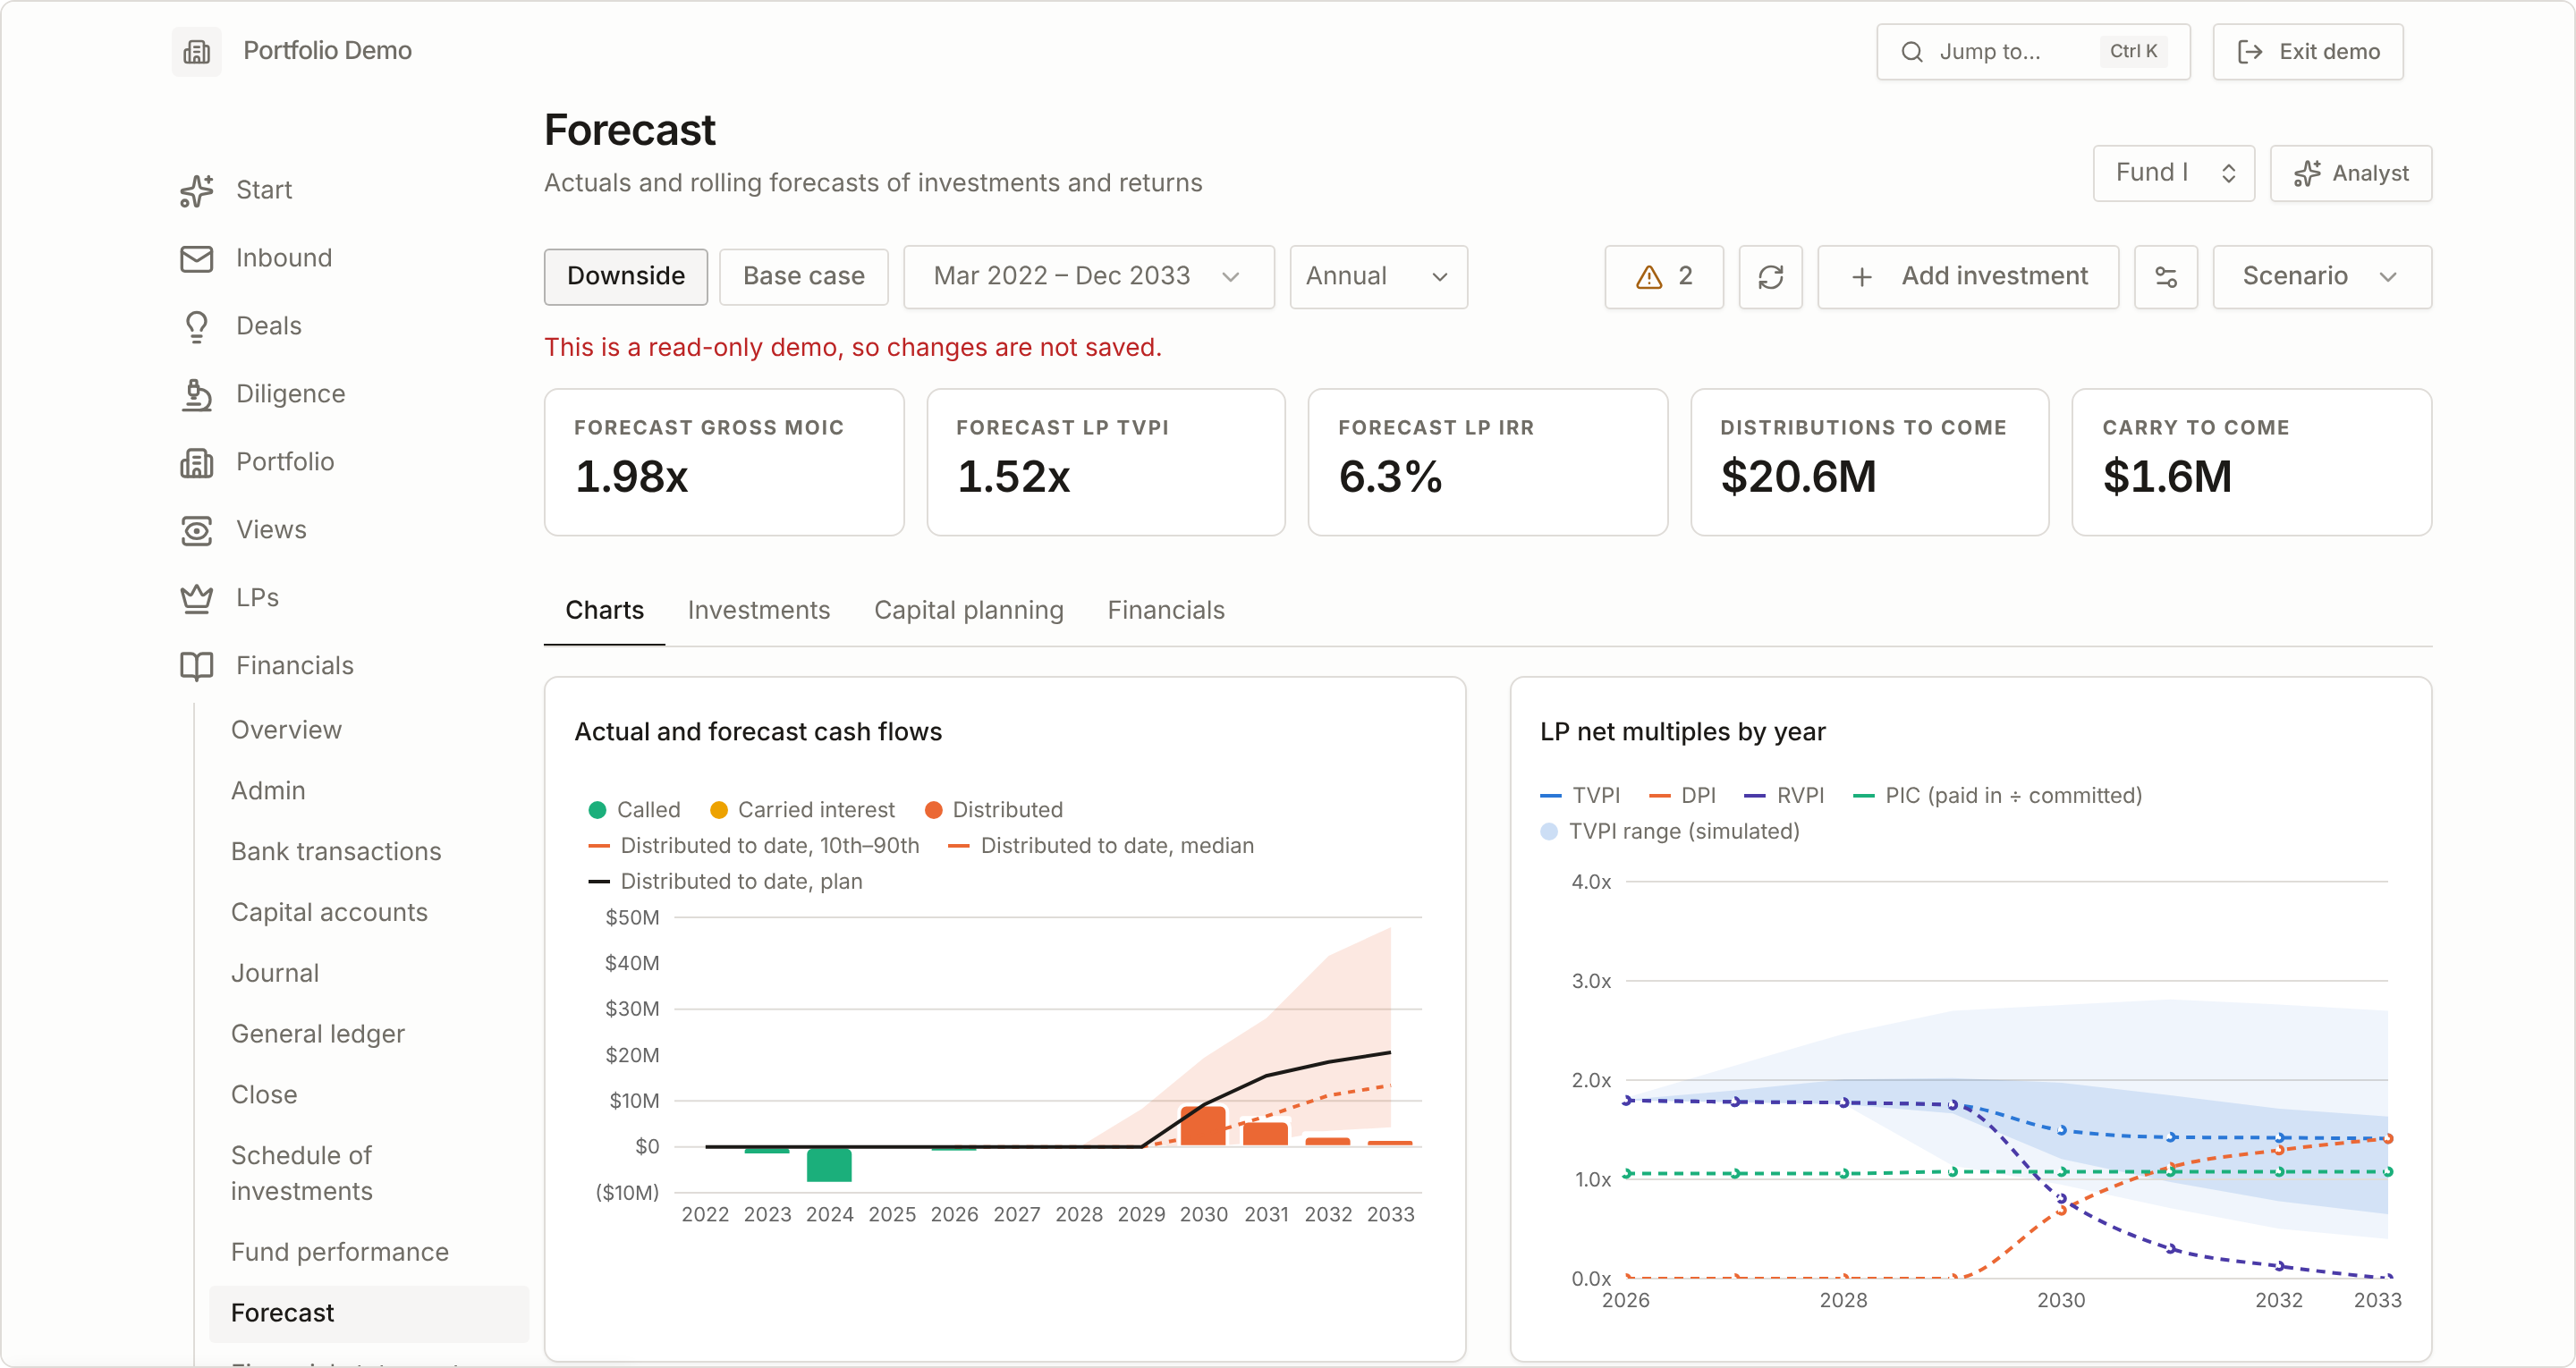 Portfolio Demo
Jump to...
Ctrl K
Exit demo
Start
Inbound
Deals
Diligence
Portfolio
Views
LPs
Financials
Overview
Admin
Bank transactions
Capital accounts
Journal
General ledger
Close
Schedule of
investments
Fund performance
Forecast
Forecast
Actuals and rolling forecasts of investments and returns
Fund I
Analyst
Downside
Base case
Mar 2022 – Dec 2033
Annual
2
Add investment
Scenario
This is a read-only demo, so changes are not saved.
FORECAST GROSS MOIC
1.98x
FORECAST LP TVPI
1.52x
FORECAST LP IRR
6.3%
DISTRIBUTIONS TO COME
$20.6M
CARRY TO COME
$1.6M
Charts
Investments
Capital planning
Financials
Actual and forecast cash flows
Called
Carried interest
Distributed
Distributed to date, 10th–90th
Distributed to date, median
Distributed to date, plan
$50M
$40M
$30M
$20M
$10M
$0
($10M)
2022 2023 2024 2025 2026 2027 2028 2029 2030 2031 2032 2033
LP net multiples by year
TVPI
DPI
RVPI
PIC (paid in ÷ committed)
TVPI range (simulated)
4.0x
3.0x
2.0x
1.0x
0.0x
2026 2028 2030 2032 2033